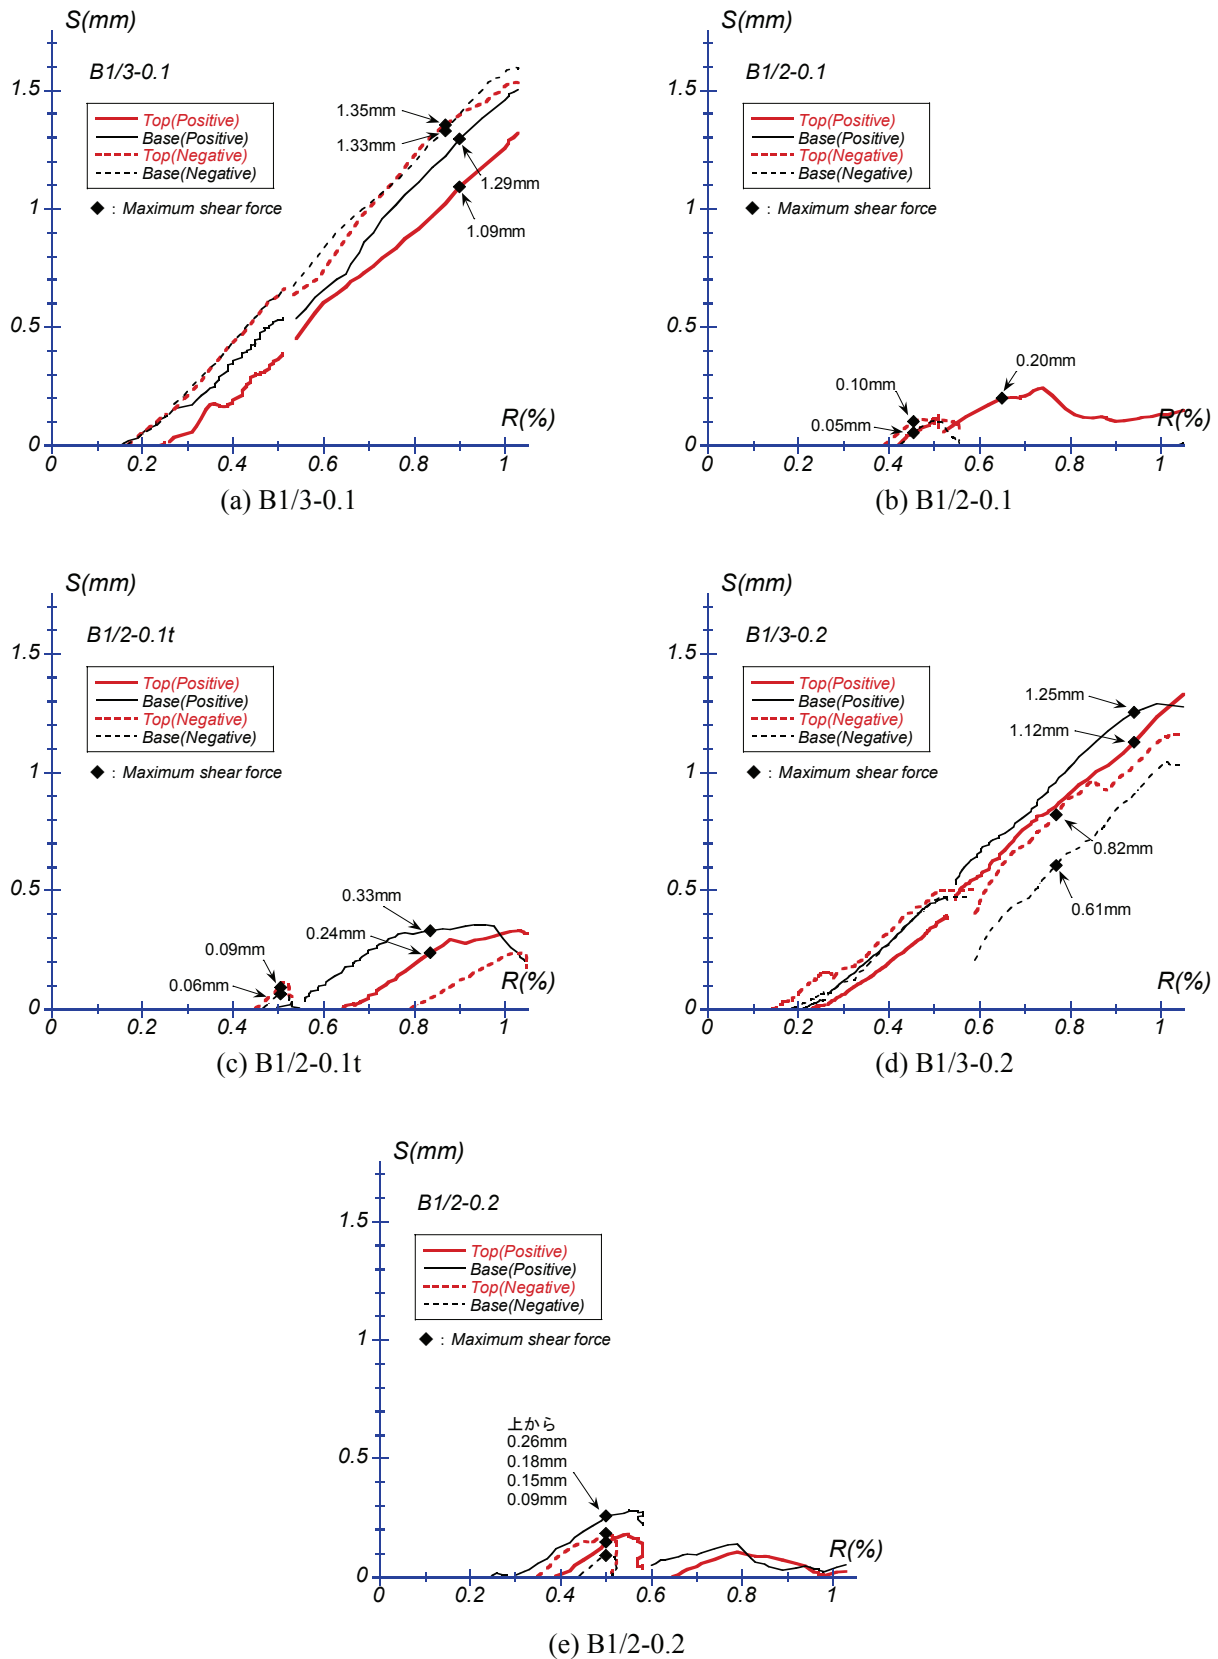 S(mm)
B1/3-0.1
Top(Positive)
Base(Positive)
Top(Negative)
Base(Negative)
◆ : Maximum shear force
1.35mm
1.33mm
1.29mm
1.09mm
1.5
1
0.5
0
R(%)
0 0.2 0.4 0.6 0.8 1
(a) B1/3-0.1
S(mm)
B1/2-0.1
Top(Positive)
Base(Positive)
Top(Negative)
Base(Negative)
◆ : Maximum shear force
0.20mm
0.10mm
0.05mm
1.5
1
0.5
0
R(%)
0 0.2 0.4 0.6 0.8 1
(b) B1/2-0.1
S(mm)
B1/2-0.1t
Top(Positive)
Base(Positive)
Top(Negative)
Base(Negative)
◆ : Maximum shear force
0.33mm
0.24mm
0.09mm
0.06mm
1.5
1
0.5
0
R(%)
0 0.2 0.4 0.6 0.8 1
(c) B1/2-0.1t
S(mm)
B1/3-0.2
Top(Positive)
Base(Positive)
Top(Negative)
Base(Negative)
◆ : Maximum shear force
1.25mm
1.12mm
0.82mm
0.61mm
1.5
1
0.5
0
R(%)
0 0.2 0.4 0.6 0.8 1
(d) B1/3-0.2
S(mm)
B1/2-0.2
Top(Positive)
Base(Positive)
Top(Negative)
Base(Negative)
◆ : Maximum shear force
上から
0.26mm
0.18mm
0.15mm
0.09mm
1.5
1
0.5
0
R(%)
0 0.2 0.4 0.6 0.8 1
(e) B1/2-0.2